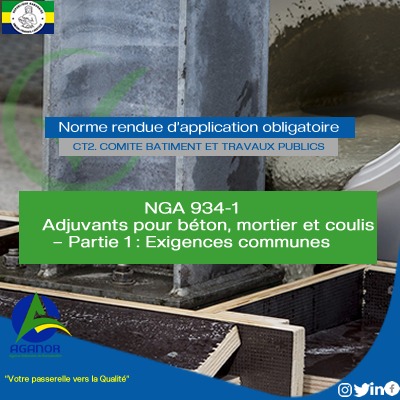 Norme rendue d'application obligatoire
CT2. COMITE BATIMENT ET TRAVAUX PUBLICS
NGA 934-1
Adjuvants pour béton, mortier et coulis
– Partie 1 : Exigences communes
AGANOR
"Votre passerelle vers la Qualité"